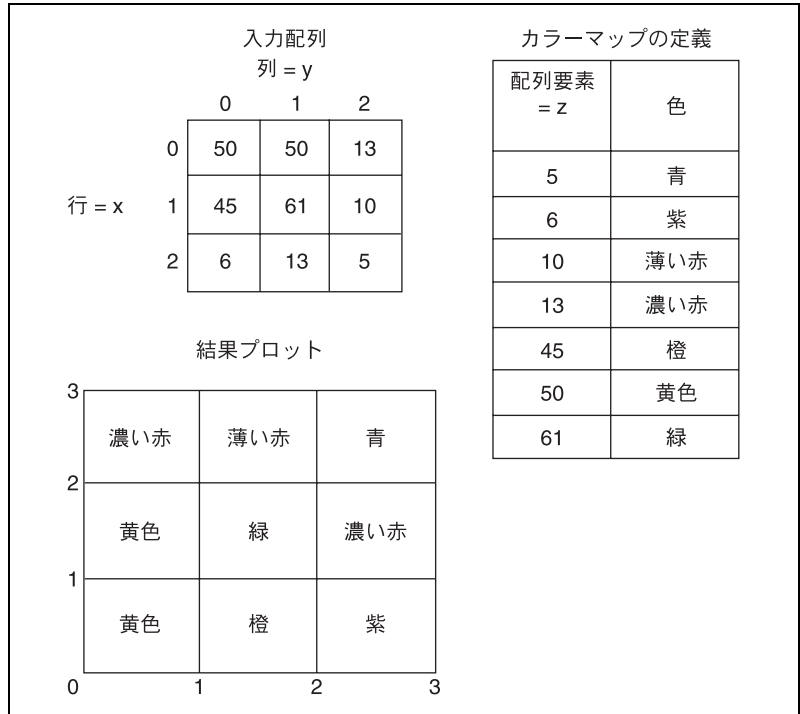 入力配列
列 = y
0 1 2
0 50 50 13
行 = x 1 45 61 10
2 6 13 5
カラーマップの定義
配列要素
= z
色
5 青
6 紫
10 薄い赤
13 濃い赤
45 橙
50 黄色
61 緑
結果プロット
3
濃い赤 薄い赤 青
2
黄色 緑 濃い赤
1
黄色 橙 紫
0 1 2 3